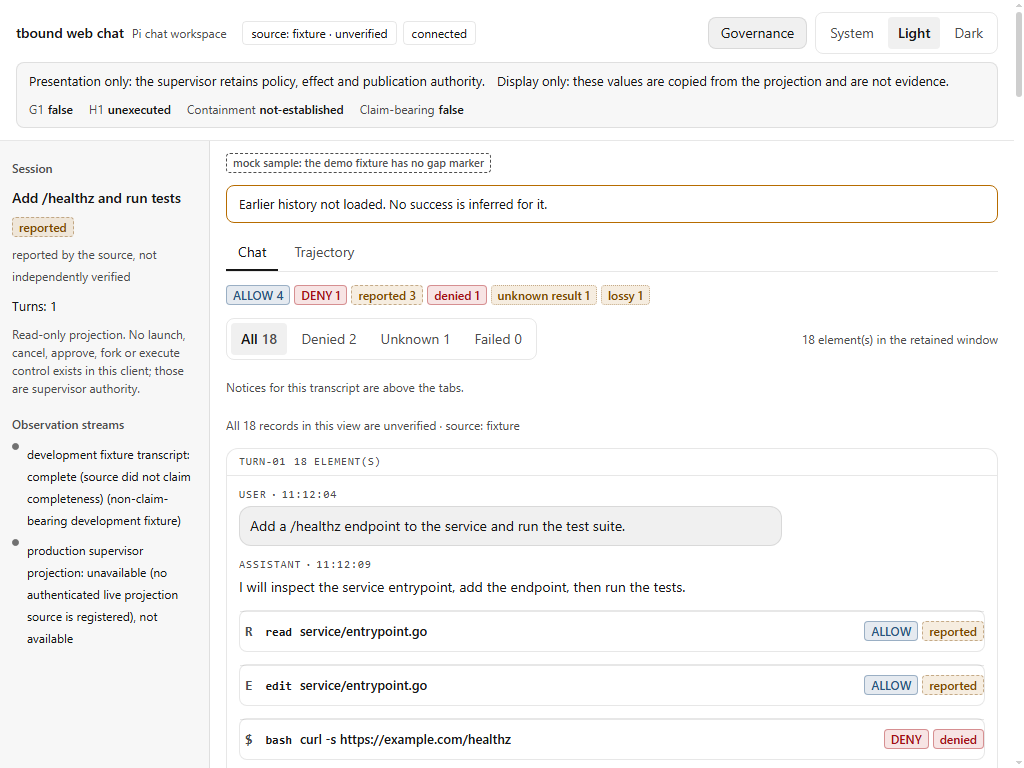 tbound web chat Pi chat workspace source: fixture · unverified connected Governance System Light Dark
Presentation only: the supervisor retains policy, effect and publication authority. Display only: these values are copied from the projection and are not evidence.
G1 false H1 unexecuted Containment not-established Claim-bearing false
Session
Add /healthz and run tests
reported
reported by the source, not
independently verified
Turns: 1
Read-only projection. No launch,
cancel, approve, fork or execute
control exists in this client; those
are supervisor authority.
Observation streams
development fixture transcript:
complete (source did not claim
completeness) (non-claim-
bearing development fixture)
production supervisor
projection: unavailable (no
authenticated live projection
source is registered), not
available
mock sample: the demo fixture has no gap marker
Earlier history not loaded. No success is inferred for it.
Chat Trajectory
ALLOW 4 DENY 1 reported 3 denied 1 unknown result 1 lossy 1
All 18 Denied 2 Unknown 1 Failed 0 18 element(s) in the retained window
Notices for this transcript are above the tabs.
All 18 records in this view are unverified · source: fixture
TURN-01 18 ELEMENT(S)
USER · 11:12:04
Add a /healthz endpoint to the service and run the test suite.
ASSISTANT · 11:12:09
I will inspect the service entrypoint, add the endpoint, then run the tests.
R read service/entrypoint.go ALLOW reported
E edit service/entrypoint.go ALLOW reported
$ bash curl -s https://example.com/healthz DENY denied